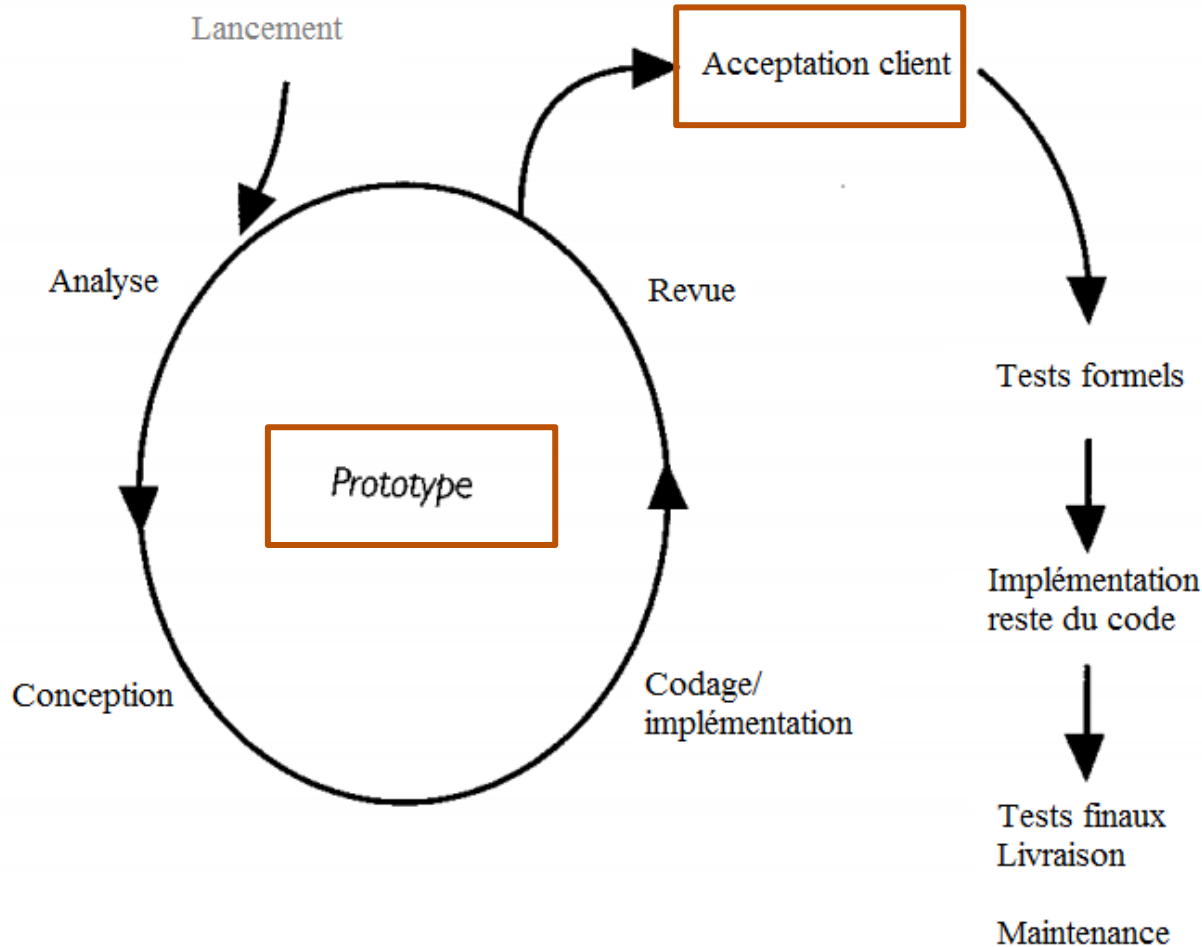 Lancement
Acceptation client
Analyse
Revue
Tests formels
Prototype
Implémentation
reste du code
Conception
Codage/
implémentation
Tests finaux
Livraison
Maintenance